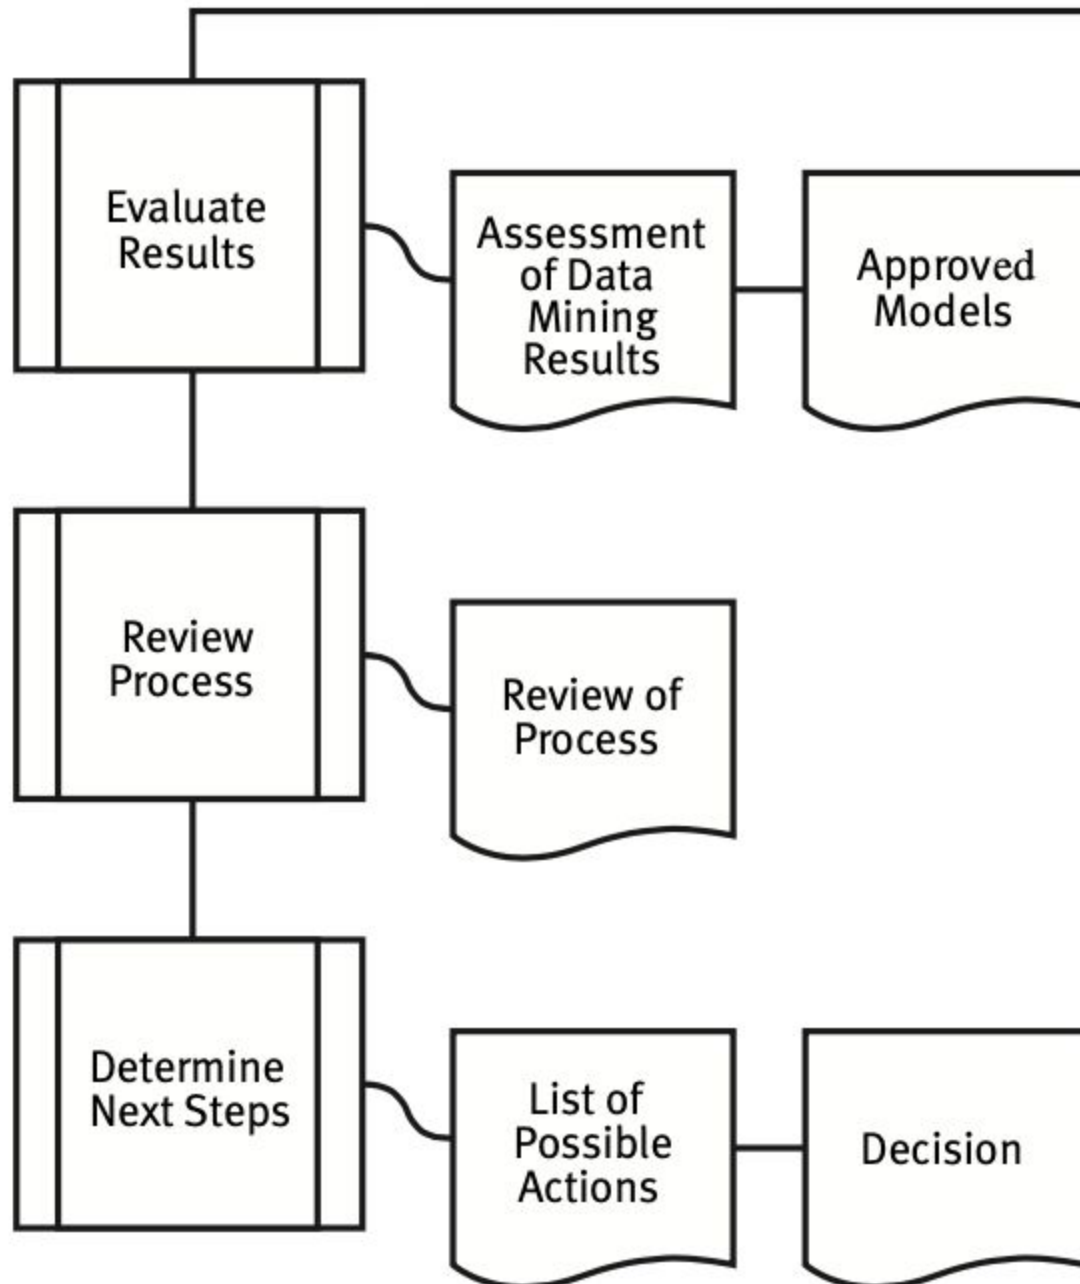 Evaluate
Results
Assessment
of Data
Mining
Results
Approved
Models
Review
Process
Review of
Process
Determine
Next Steps
List of
Possible
Actions
Decision